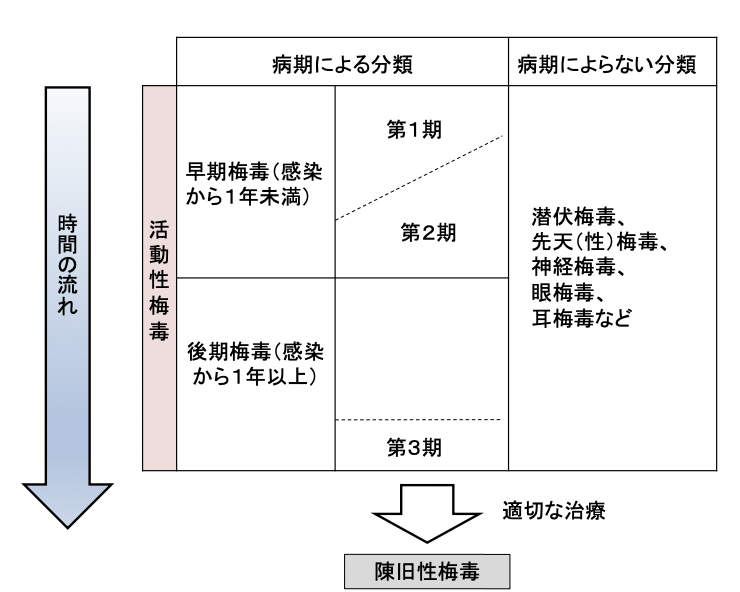 病期による分類
病期によらない分類
時間の流れ
活動性梅毒
早期梅毒（感染
から１年未満）
第１期
第２期
後期梅毒（感染
から１年以上）
第３期
潜伏梅毒、
先天（性）梅毒、
神経梅毒、
眼梅毒、
耳梅毒など
適切な治療
陳旧性梅毒